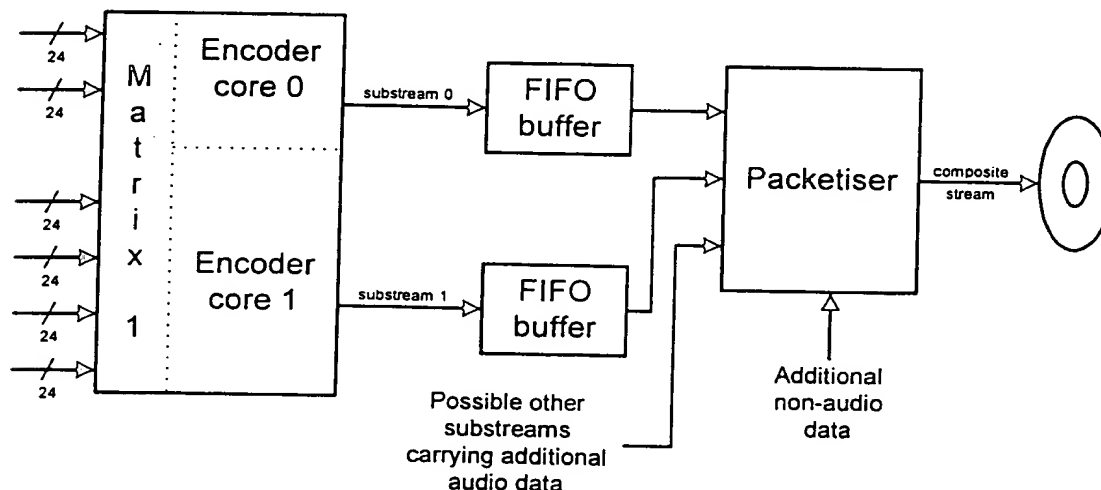 24
24
24
24
24
24
Matrix 1
Encoder
core 0
Encoder
core 1
substream 0
substream 1
FIFO
buffer
FIFO
buffer
Possible other
substreams
carrying additional
audio data
Packetiser
Additional
non-audio
data
composite
stream